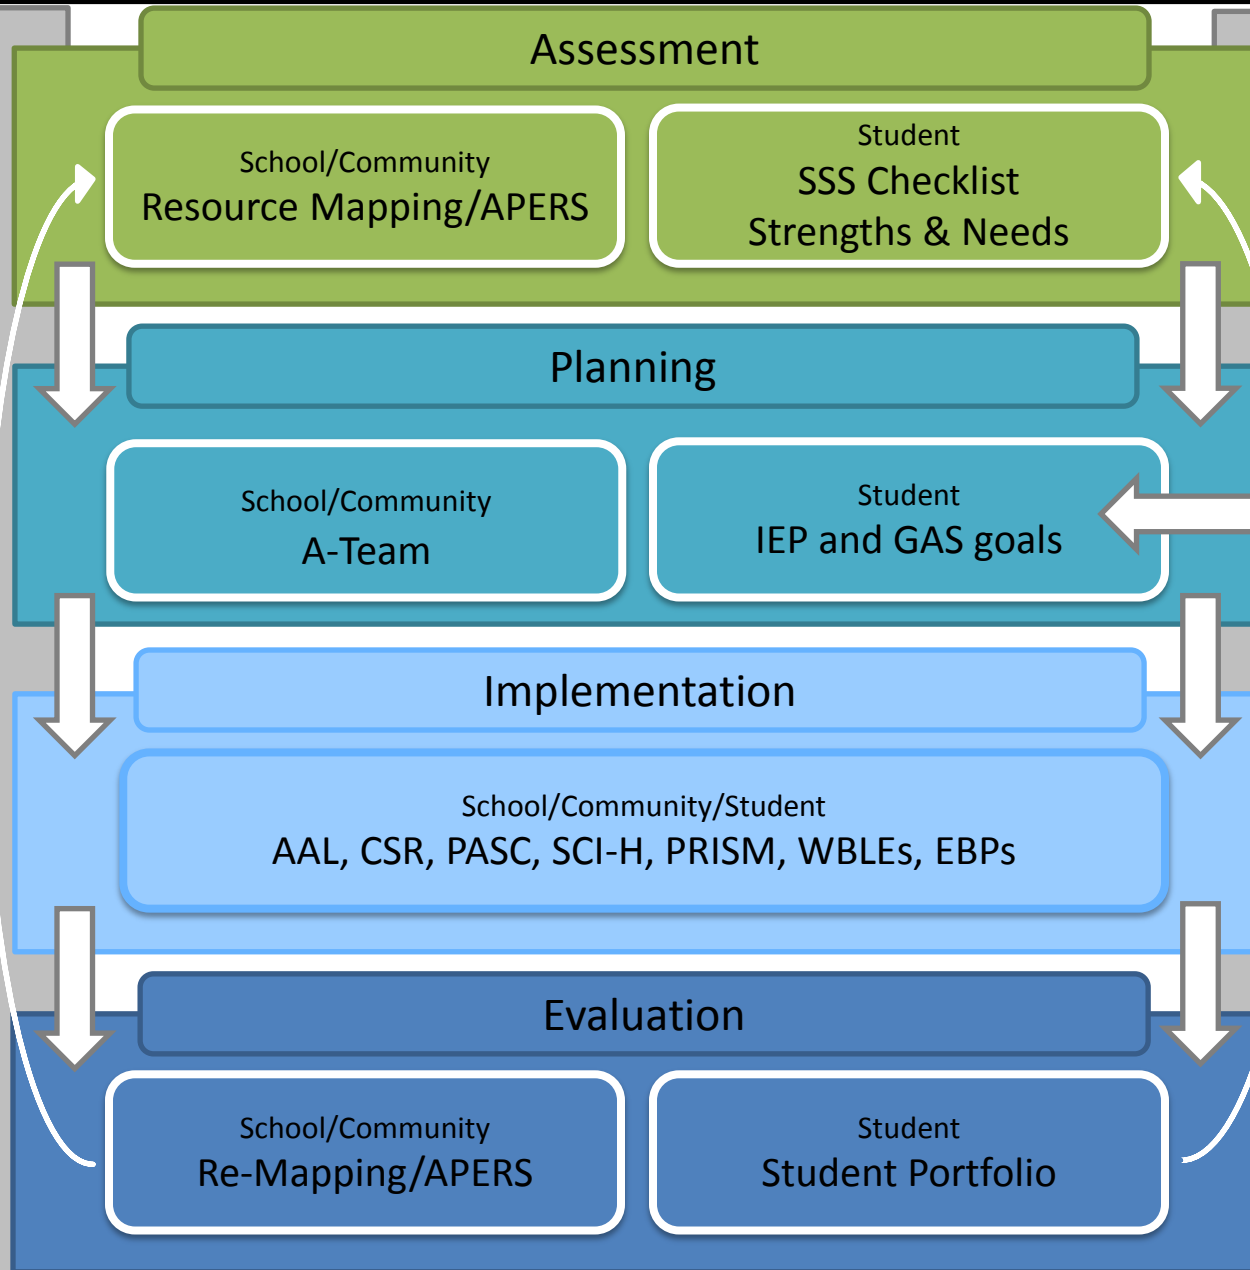 Assessment
School/Community
Resource Mapping/APERS
Student
SSS Checklist
Strengths & Needs
Planning
School/Community
A-Team
Student
IEP and GAS goals
Implementation
School/Community/Student
AAL, CSR, PASC, SCI-H, PRISM, WBLEs, EBPs
Evaluation
School/Community
Re-Mapping/APERS
Student
Student Portfolio